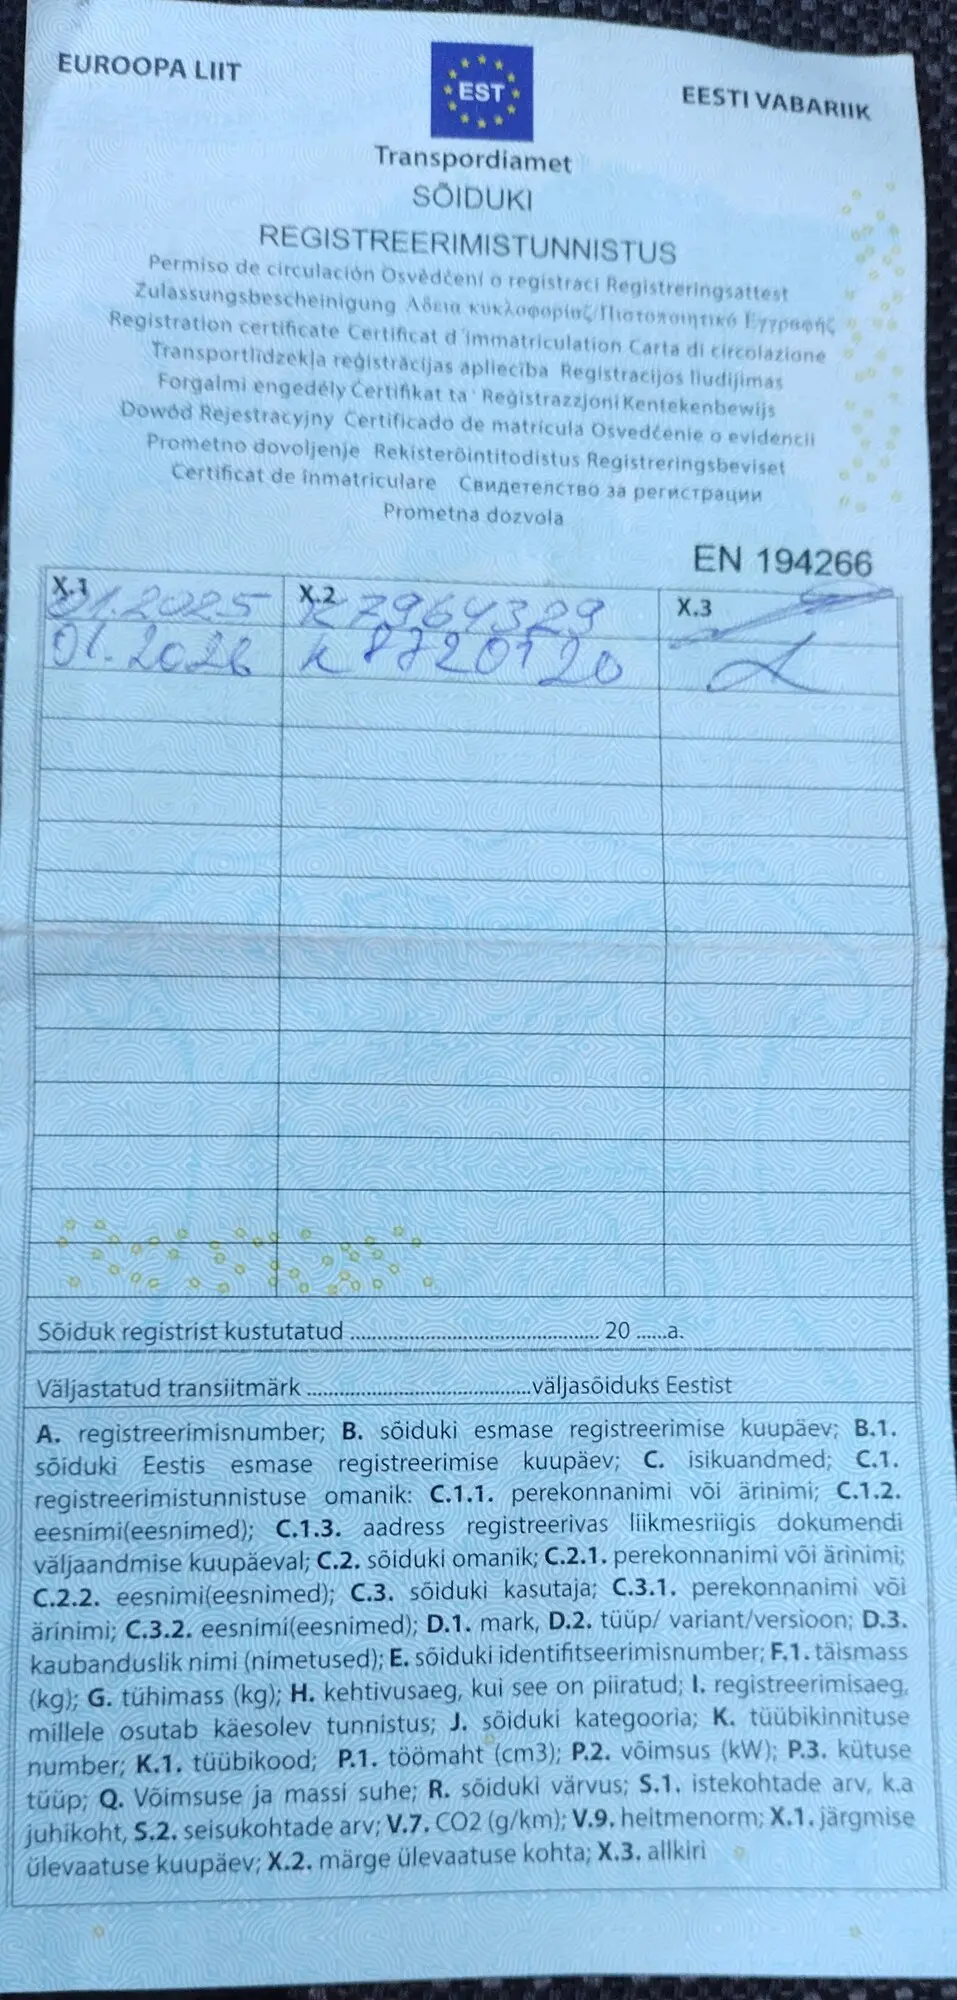 EUROOPA LIIT
EST
EESTI VABARIIK
Transpordiamet
SÕIDUKI
REGISTREERIMISTUNNISTUS
Permiso de circulación Osvědčení o registraci Registreringsattest
Zulassungsbescheinigung Αδεια κυκλοφορίας/Πιστοποιητικό Εγγραφής
Registration certificate Certificat d'immatriculation Carta di circolazione
Transportlīdzekļa reģistrācijas apliecība Registracijos liudijimas
Forgalmi engedély Ċertifikat ta' Reġistrazzjoni Kentekenbewijs
Dowód Rejestracyjny Certificado de matrícula Osvedčenie o evidencii
Prometno dovoljenje Rekisteröintitodistus Registreringsbeviset
Certificat de înmatriculare Свидетелство за регистрации
Prometna dozvola
EN 194266
X.1 01.2025 X.2 K7964329 X.3
01.2026 K8720120
Sõiduk registrist kustutatud ............................................ 20 ......a.
Väljastatud transiitmärk ........................................väljasõiduks Eestist
A. registreerimisnumber; B. sõiduki esmase registreerimise kuupäev; B.1.
sõiduki Eestis esmase registreerimise kuupäev; C. isikuandmed; C.1.
registreerimistunnistuse omanik: C.1.1. perekonnanimi või ärinimi; C.1.2.
eesnimi(eesnimed); C.1.3. aadress registreerivas liikmesriigis dokumendi
väljaandmise kuupäeval; C.2. sõiduki omanik; C.2.1. perekonnanimi või ärinimi;
C.2.2. eesnimi(eesnimed); C.3. sõiduki kasutaja; C.3.1. perekonnanimi või
ärinimi; C.3.2. eesnimi(eesnimed); D.1. mark, D.2. tüüp/ variant/versioon; D.3.
kaubanduslik nimi (nimetused); E. sõiduki identifitseerimisnumber; F.1. täismass
(kg); G. tühimass (kg); H. kehtivusaeg, kui see on piiratud; I. registreerimisaeg,
millele osutab käesolev tunnistus; J. sõiduki kategooria; K. tüübikinnituse
number; K.1. tüübikood; P.1. töömaht (cm3); P.2. võimsus (kW); P.3. kütuse
tüüp; Q. Võimsuse ja massi suhe; R. sõiduki värvus; S.1. istekohtade arv, k.a
juhikoht, S.2. seisukohtade arv; V.7. CO2 (g/km); V.9. heitmenorm; X.1. järgmise
ülevaatuse kuupäev; X.2. märge ülevaatuse kohta; X.3. allkiri